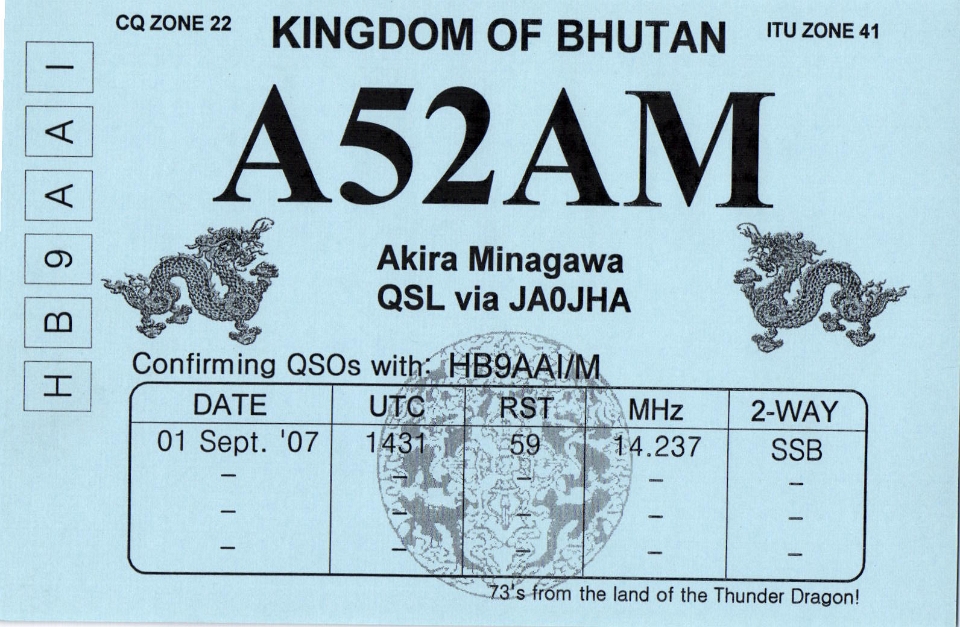 CQ ZONE 22
KINGDOM OF BHUTAN
ITU ZONE 41
A52AM
HB9AAI
Akira Minagawa
QSL via JA0JHA
Confirming QSOs with: HB9AAI/M
DATE UTC RST MHz 2-WAY
01 Sept. '07 1431 59 14.237 SSB
– – – – –
– – – – –
– – – – –
73's from the land of the Thunder Dragon!